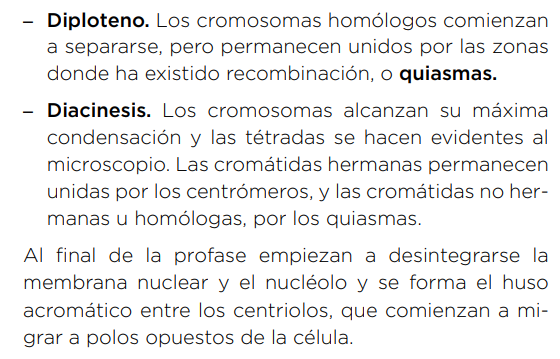 – Diploteno. Los cromosomas homólogos comienzan
a separarse, pero permanecen unidos por las zonas
donde ha existido recombinación, o quiasmas.
– Diacinesis. Los cromosomas alcanzan su máxima
condensación y las tétradas se hacen evidentes al
microscopio. Las cromátidas hermanas permanecen
unidas por los centrómeros, y las cromátidas no her-
manas u homólogas, por los quiasmas.
Al final de la profase empiezan a desintegrarse la
membrana nuclear y el nucléolo y se forma el huso
acromático entre los centriolos, que comienzan a mi-
grar a polos opuestos de la célula.